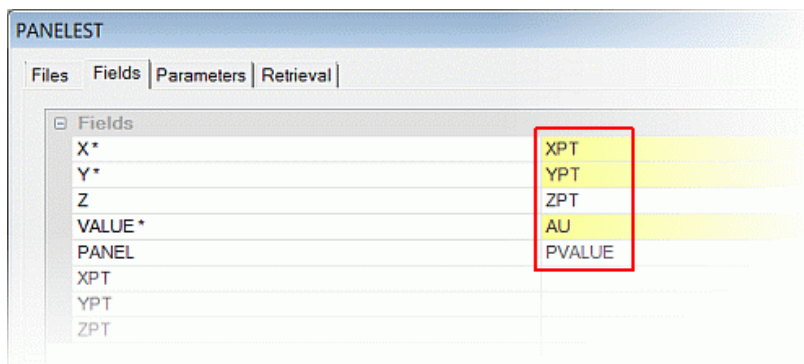 PANELEST
Files Fields Parameters Retrieval
Fields
X* XPT
Y* YPT
Z ZPT
VALUE* AU
PANEL PVALUE
XPT
YPT
ZPT